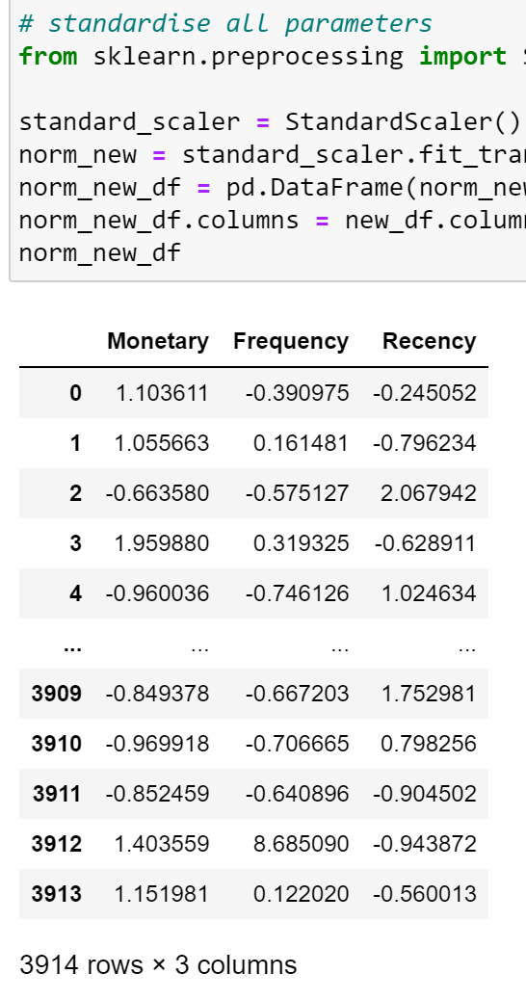 # standardise all parameters
from sklearn.preprocessing import
standard_scaler = StandardScaler()
norm_new = standard_scaler.fit_tran
norm_new_df = pd.DataFrame(norm_new
norm_new_df.columns = new_df.column
norm_new_df
Monetary Frequency Recency
0 1.103611 -0.390975 -0.245052
1 1.055663 0.161481 -0.796234
2 -0.663580 -0.575127 2.067942
3 1.959880 0.319325 -0.628911
4 -0.960036 -0.746126 1.024634
... ... ... ...
3909 -0.849378 -0.667203 1.752981
3910 -0.969918 -0.706665 0.798256
3911 -0.852459 -0.640896 -0.904502
3912 1.403559 8.685090 -0.943872
3913 1.151981 0.122020 -0.560013
3914 rows × 3 columns